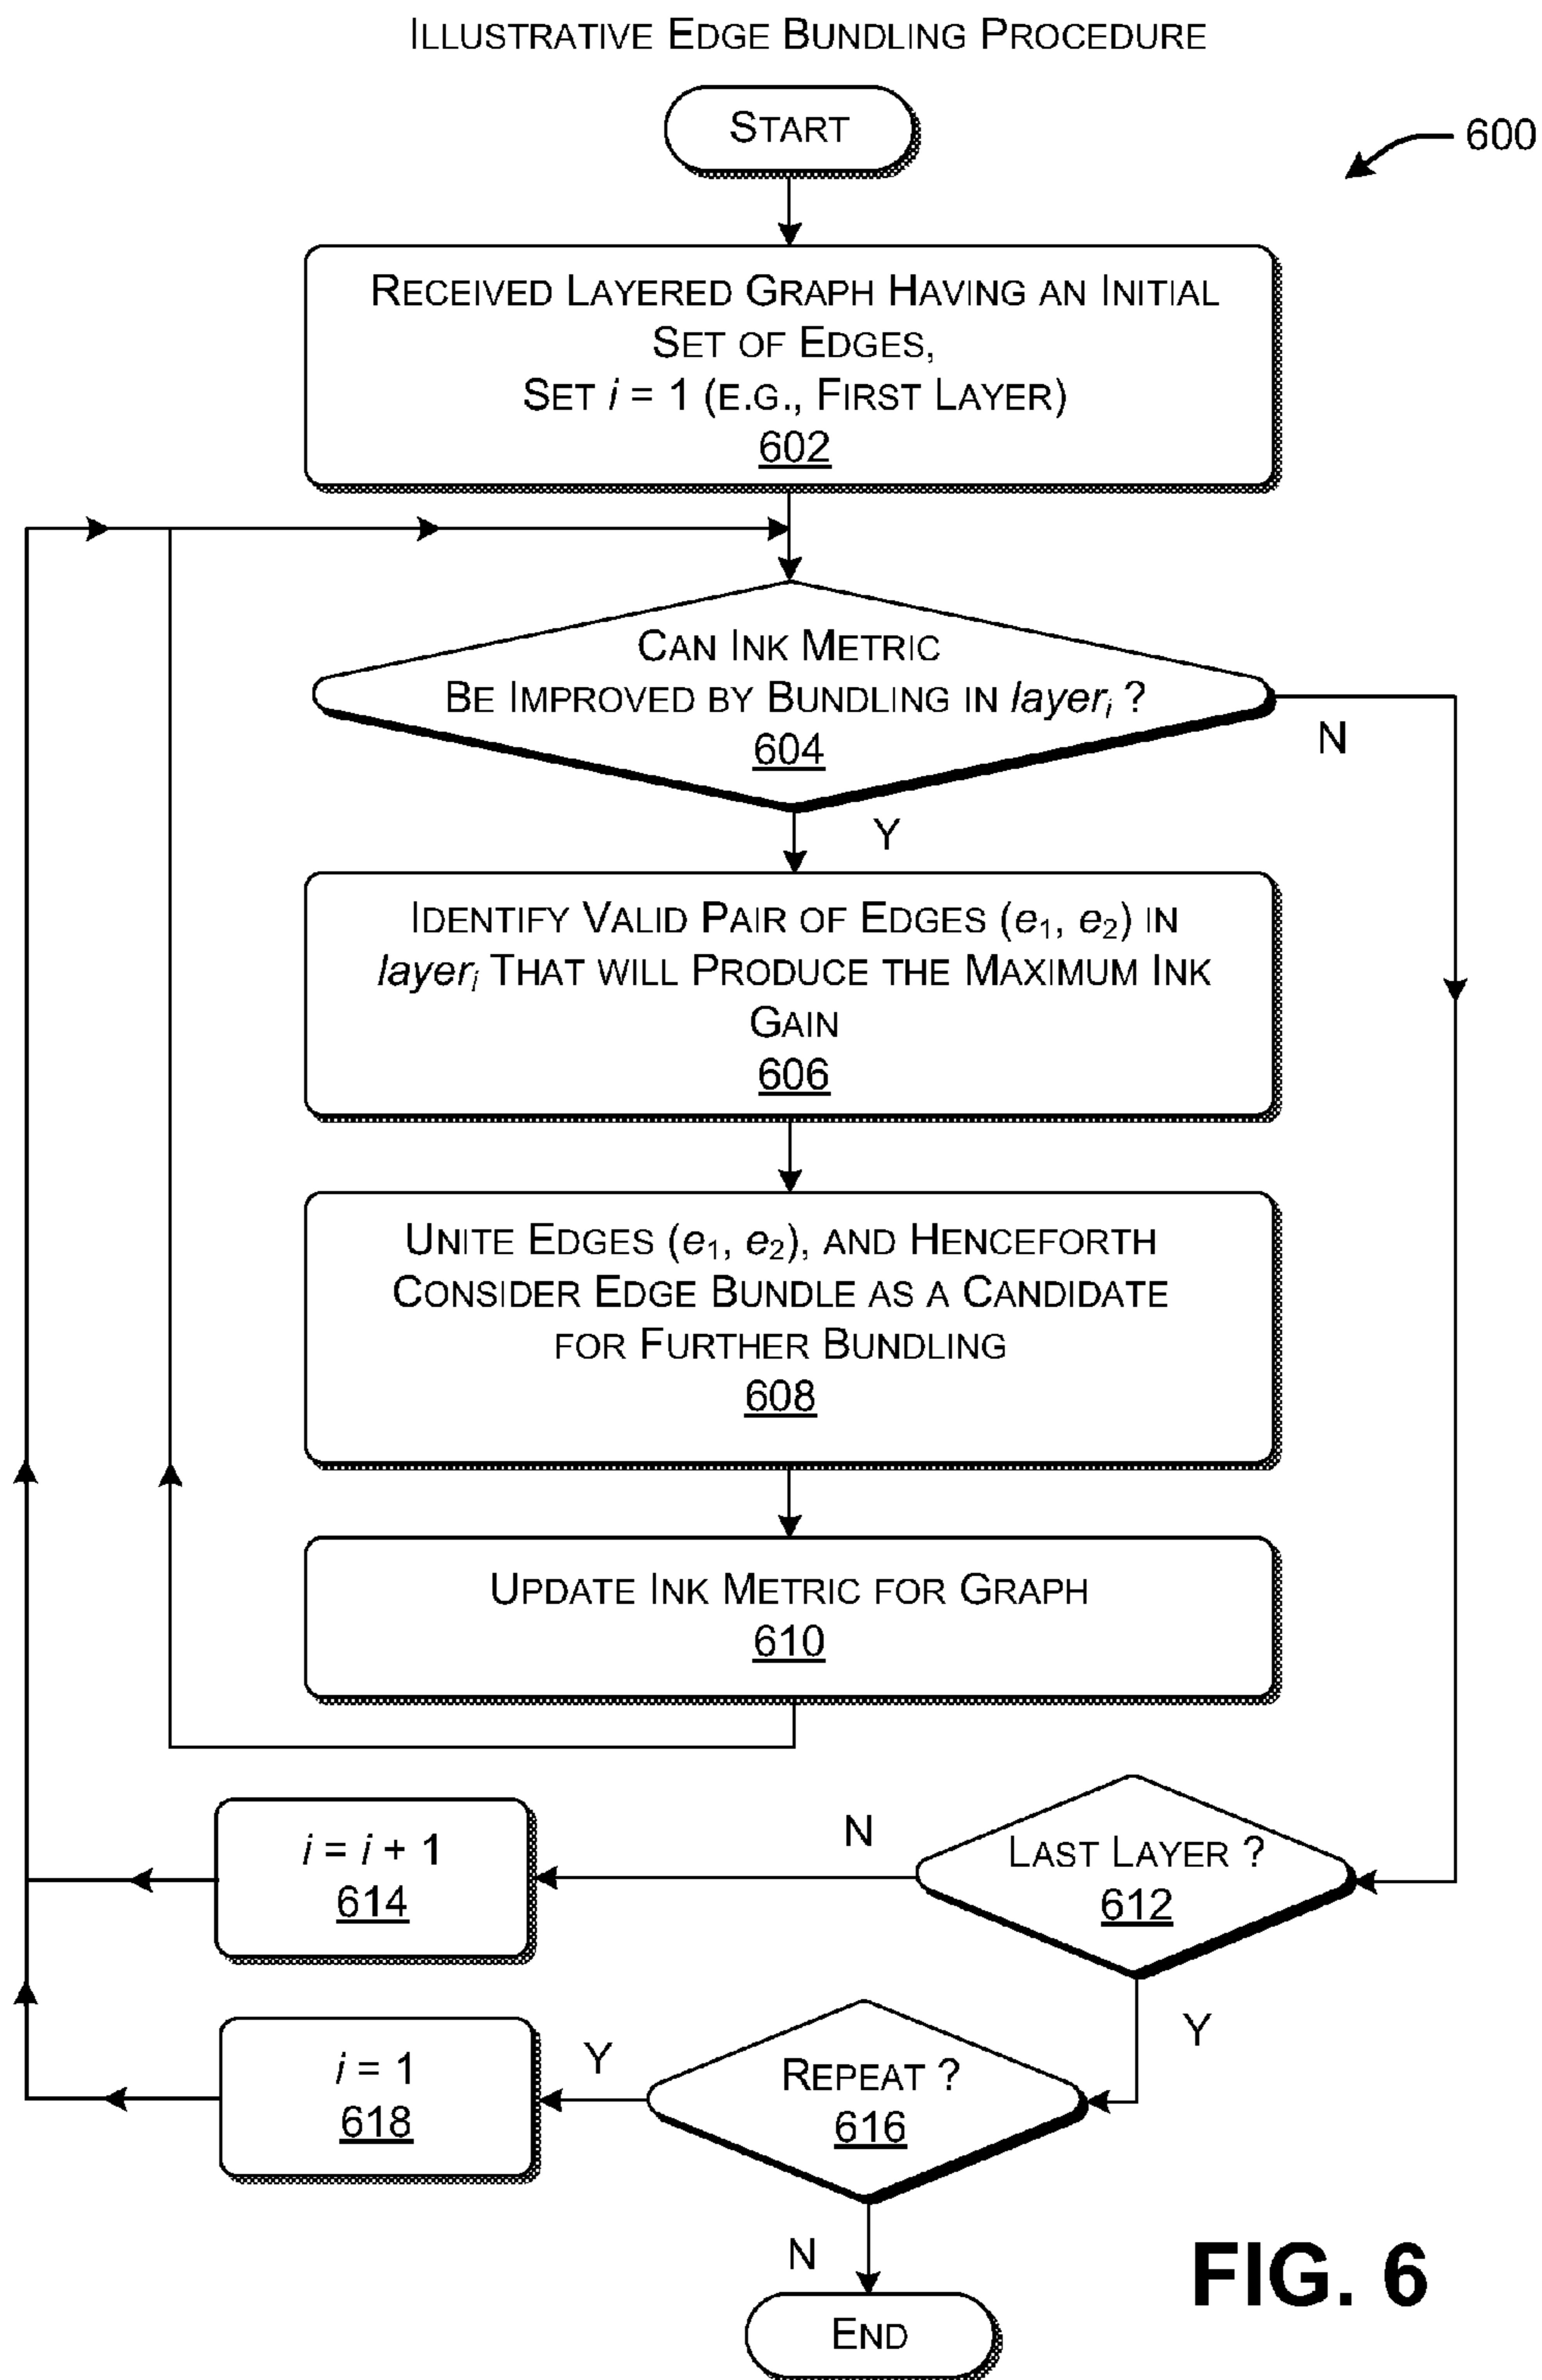 ILLUSTRATIVE EDGE BUNDLING PROCEDURE
START
600
RECEIVED LAYERED GRAPH HAVING AN INITIAL
SET OF EDGES,
SET i = 1 (E.G., FIRST LAYER)
602
CAN INK METRIC
BE IMPROVED BY BUNDLING IN layeri ?
604
N
Y
IDENTIFY VALID PAIR OF EDGES (e1, e2) IN
layeri THAT WILL PRODUCE THE MAXIMUM INK
GAIN
606
UNITE EDGES (e1, e2), AND HENCEFORTH
CONSIDER EDGE BUNDLE AS A CANDIDATE
FOR FURTHER BUNDLING
608
UPDATE INK METRIC FOR GRAPH
610
LAST LAYER ?
612
N
i = i + 1
614
Y
REPEAT ?
616
Y
i = 1
618
N
END
FIG. 6